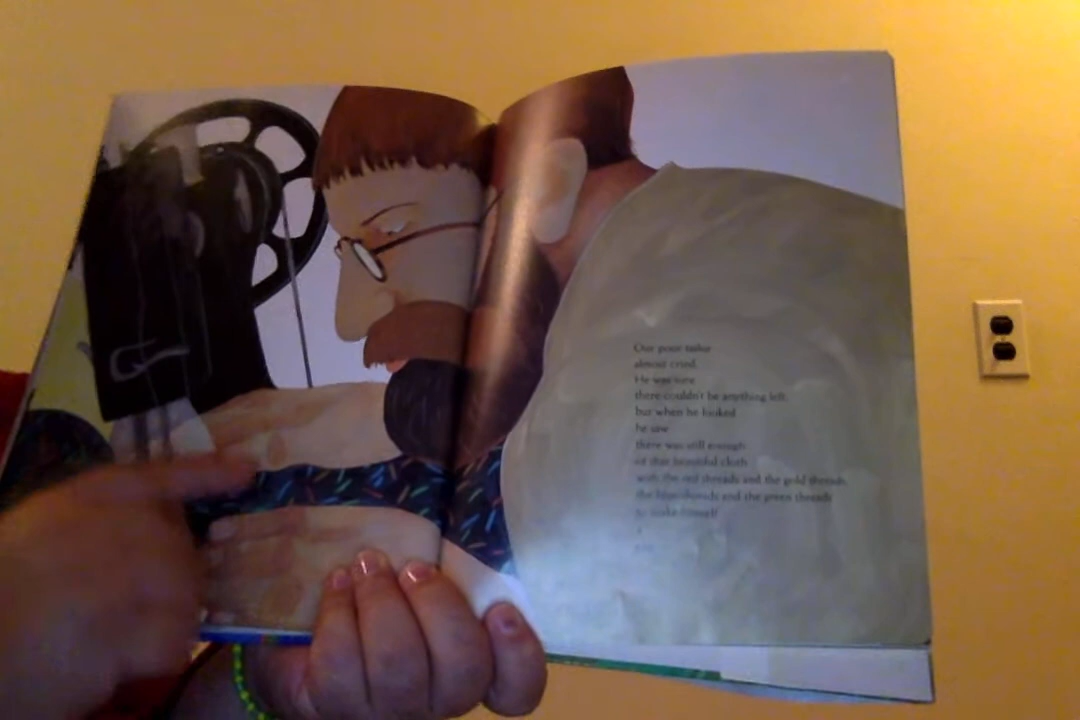 Our poor tailor
almost cried.
He was sure
there couldn't be anything left,
but when he looked
he saw
there was still enough
of that beautiful cloth
with the red threads and the gold threads
the blue threads and the green threads
to make himself
a